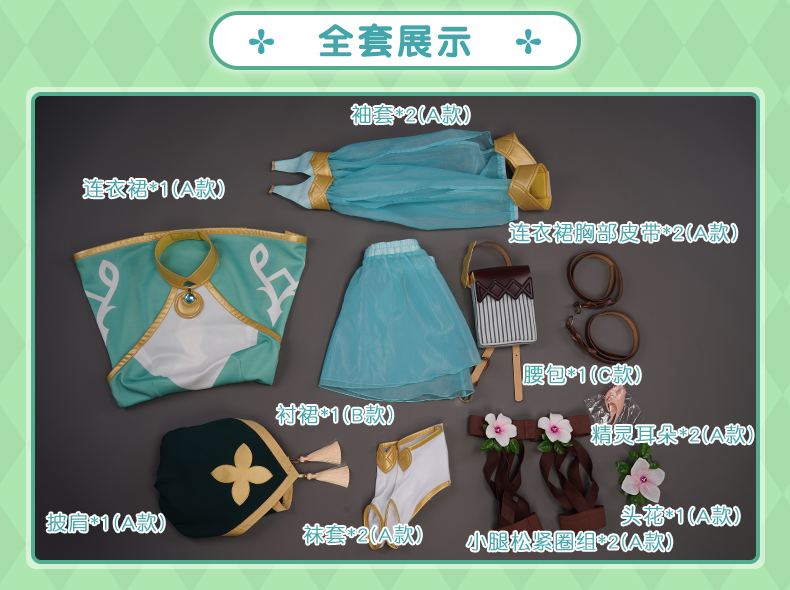 全套展示
袖套*2(A款)
连衣裙*1(A款)
连衣裙胸部皮带*2(A款)
腰包*1(C款)
衬裙*1(B款)
精灵耳朵*2(A款)
披肩*1(A款)
袜套*2(A款)
头花*1(A款)
小腿松紧圈组*2(A款)